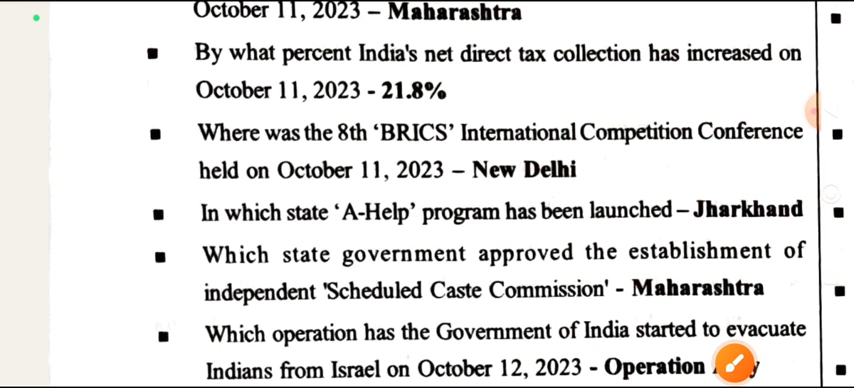 October 11, 2023 – Maharashtra
By what percent India's net direct tax collection has increased on
October 11, 2023 - 21.8%
Where was the 8th ‘BRICS’ International Competition Conference
held on October 11, 2023 – New Delhi
In which state ‘A-Help’ program has been launched – Jharkhand
Which state government approved the establishment of
independent 'Scheduled Caste Commission' - Maharashtra
Which operation has the Government of India started to evacuate
Indians from Israel on October 12, 2023 - Operation